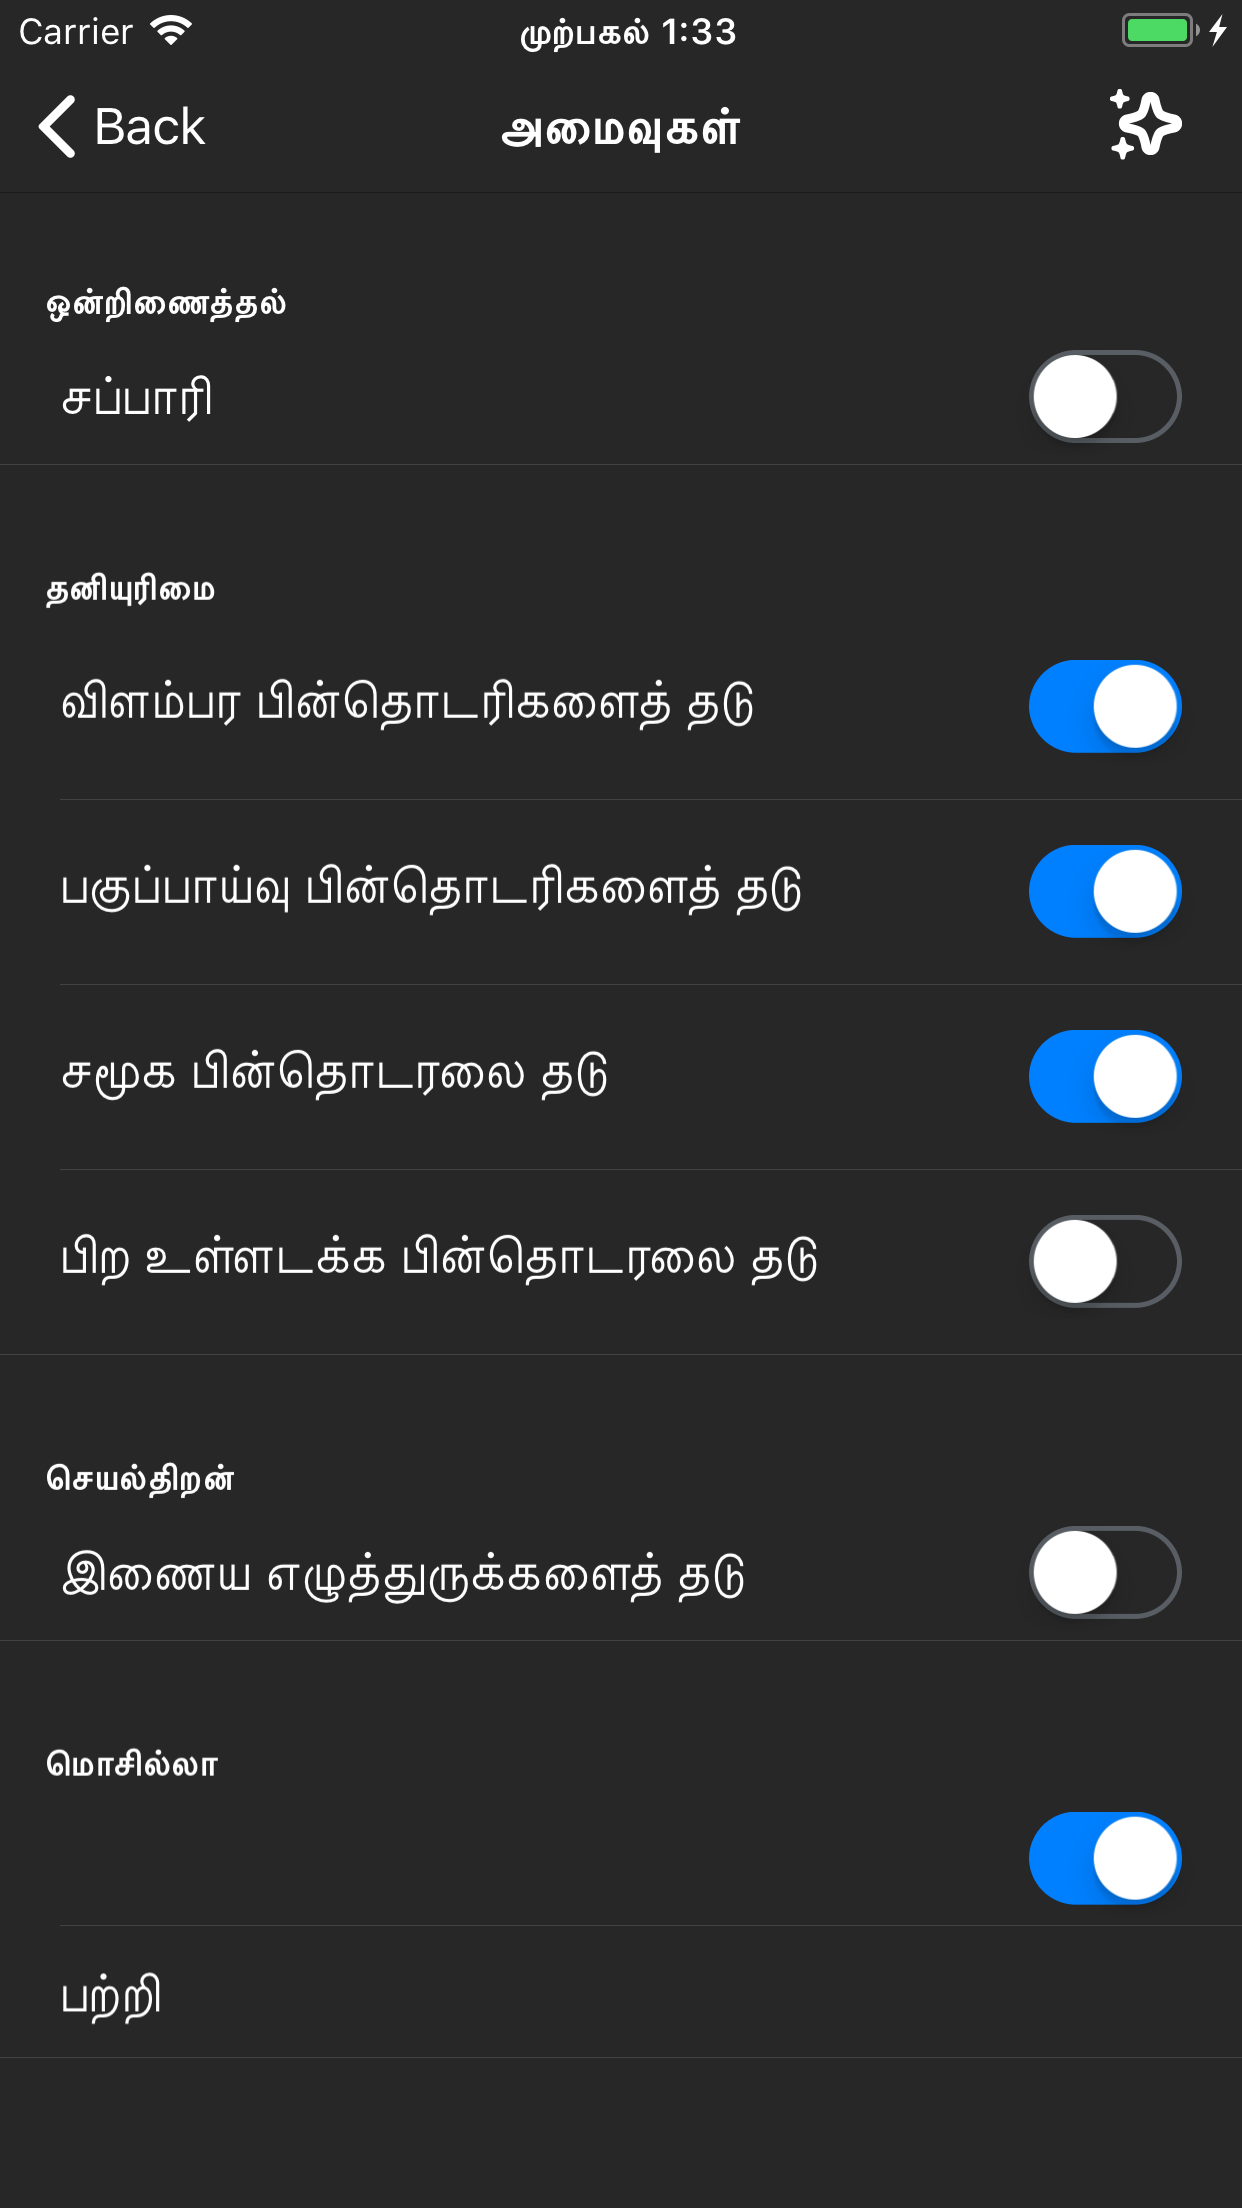 Carrier முற்பகல் 1:33
Back அமைவுகள்
ஒன்றிணைத்தல்
சப்பாரி
தனியுரிமை
விளம்பர பின்தொடரிகளைத் தடு
பகுப்பாய்வு பின்தொடரிகளைத் தடு
சமூக பின்தொடரலை தடு
பிற உள்ளடக்க பின்தொடரலை தடு
செயல்திறன்
இணைய எழுத்துருக்களைத் தடு
மொசில்லா
பற்றி